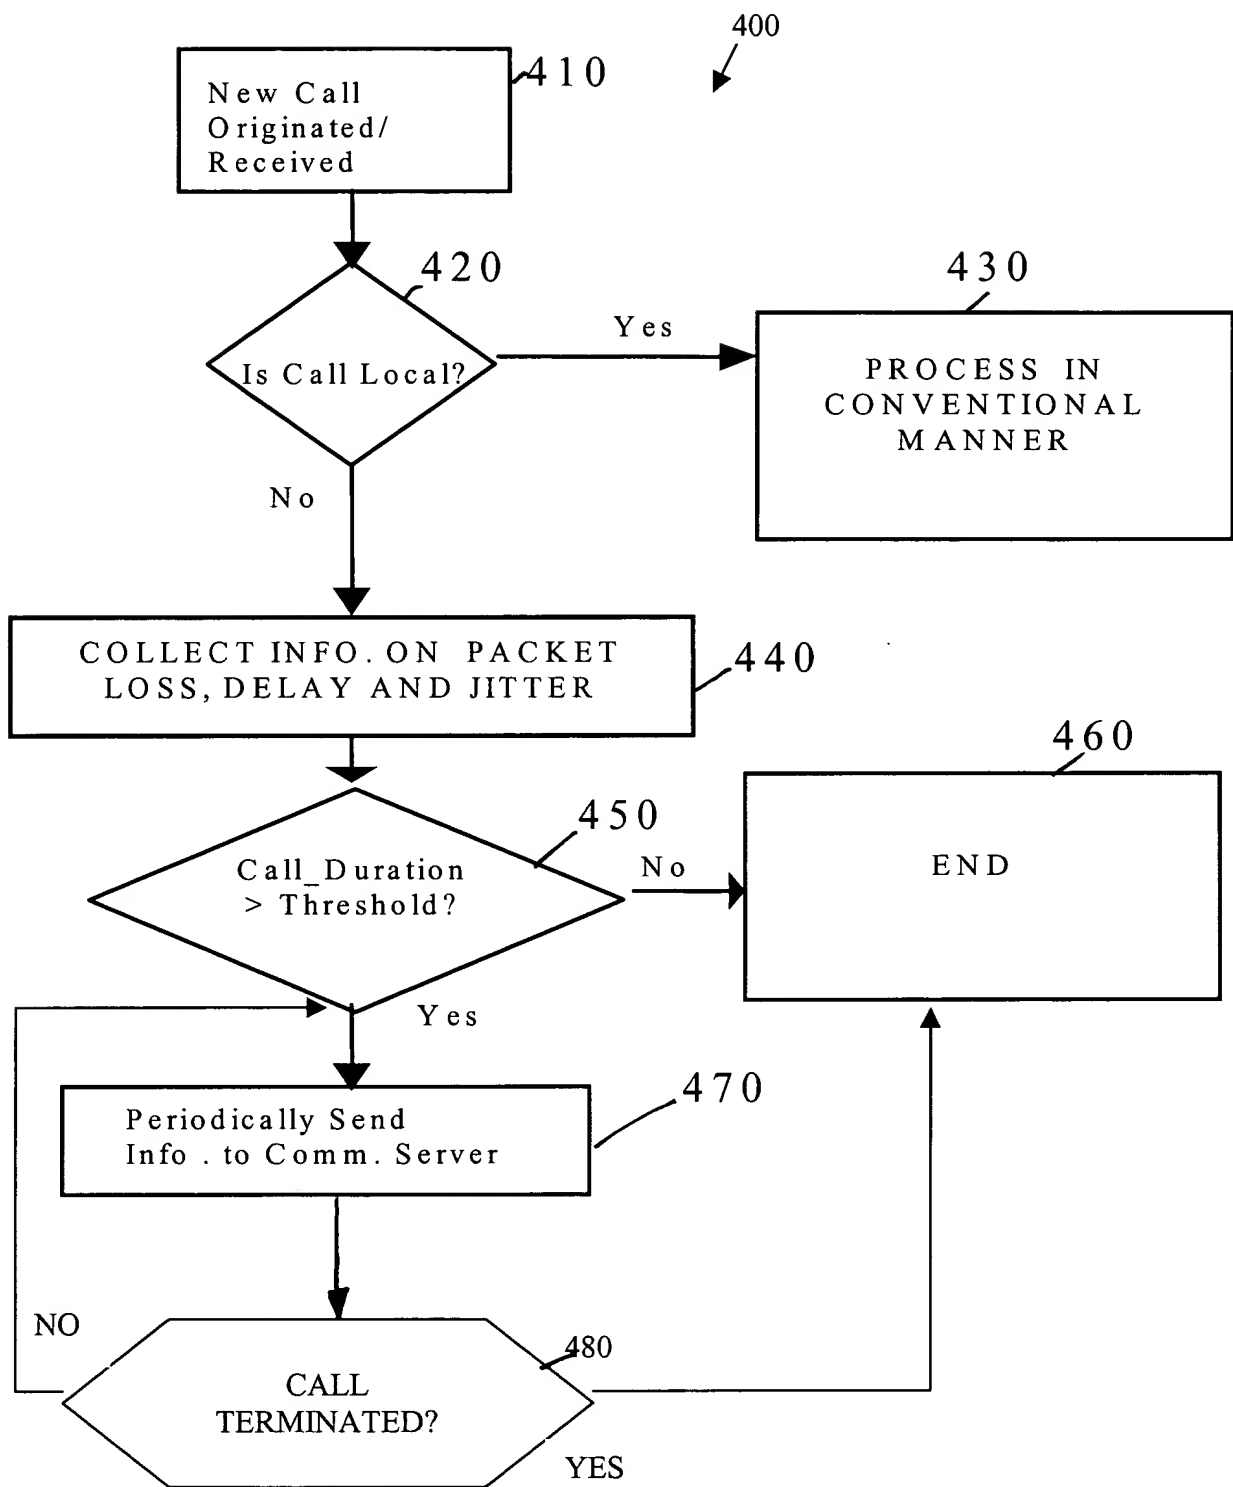 400
410
New Call
Originated/
Received
420
430
Is Call Local?
Yes
PROCESS IN
CONVENTIONAL
MANNER
No
COLLECT INFO. ON PACKET
LOSS, DELAY AND JITTER
440
450
460
Call_Duration
> Threshold?
No
END
Yes
470
Periodically Send
Info . to Comm. Server
NO
480
CALL
TERMINATED?
YES